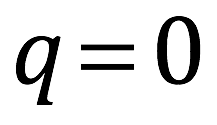 q = 0